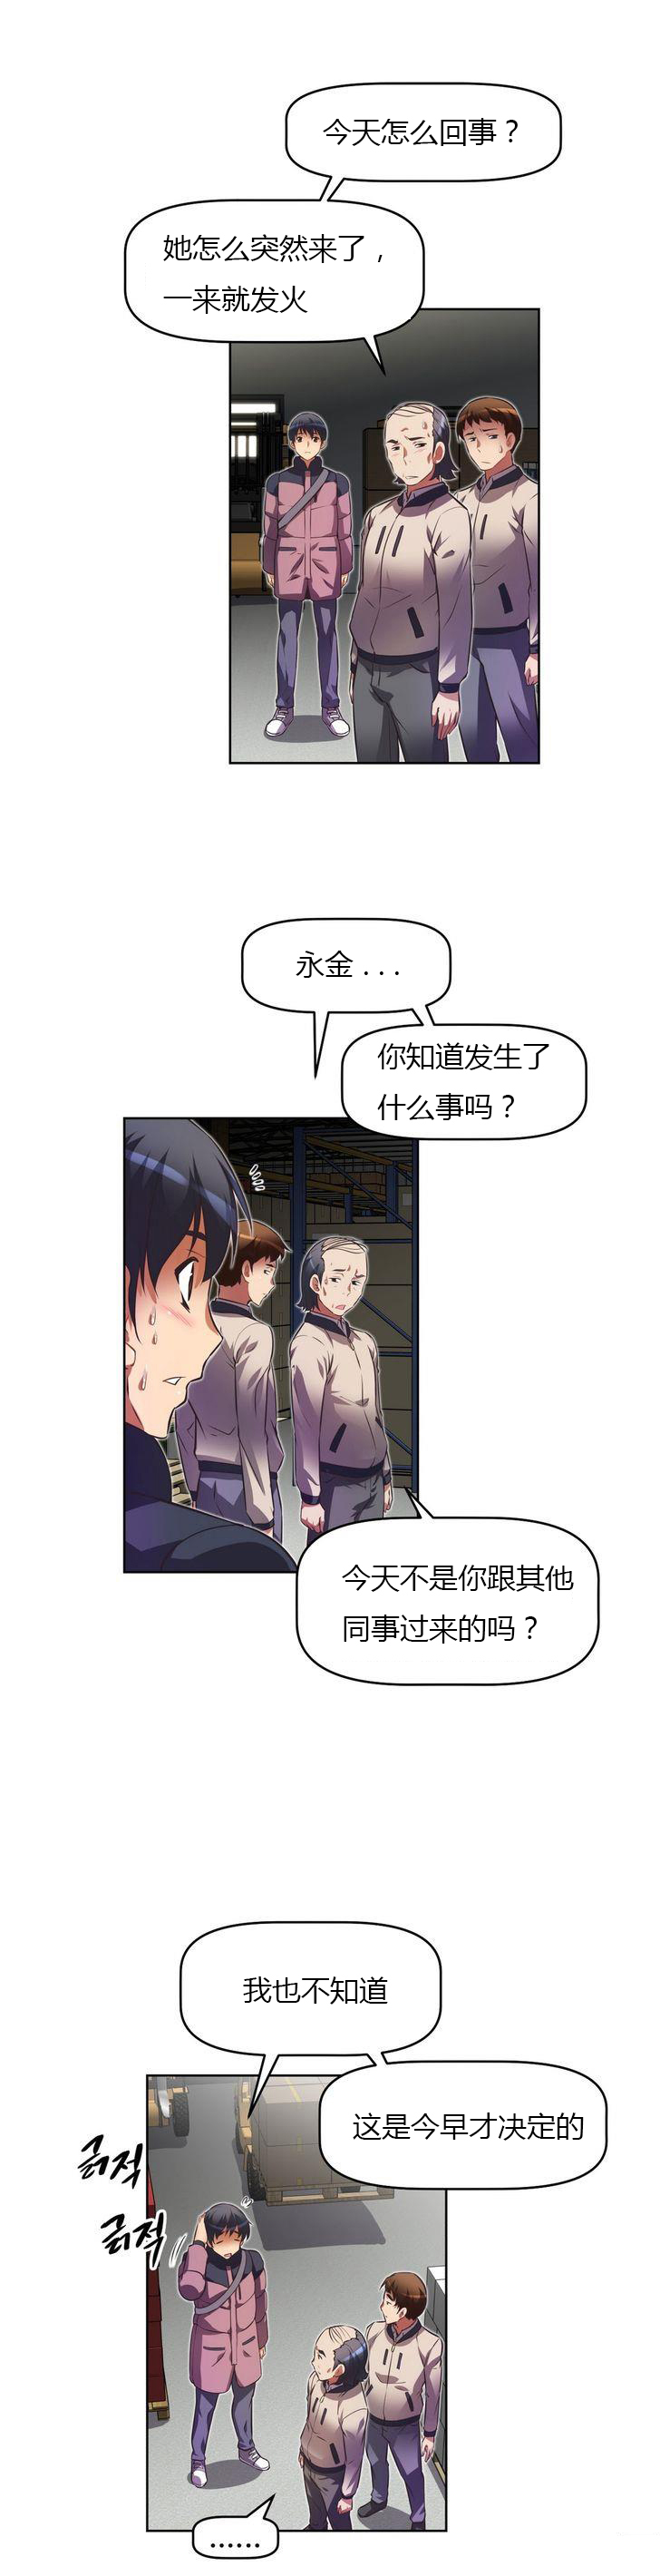 今天怎么回事？
她怎么突然来了，
一来就发火
永金...
你知道发生了
什么事吗？
今天不是你跟其他
同事过来的吗？
我也不知道
这是今早才决定的
긁적
긁적
......